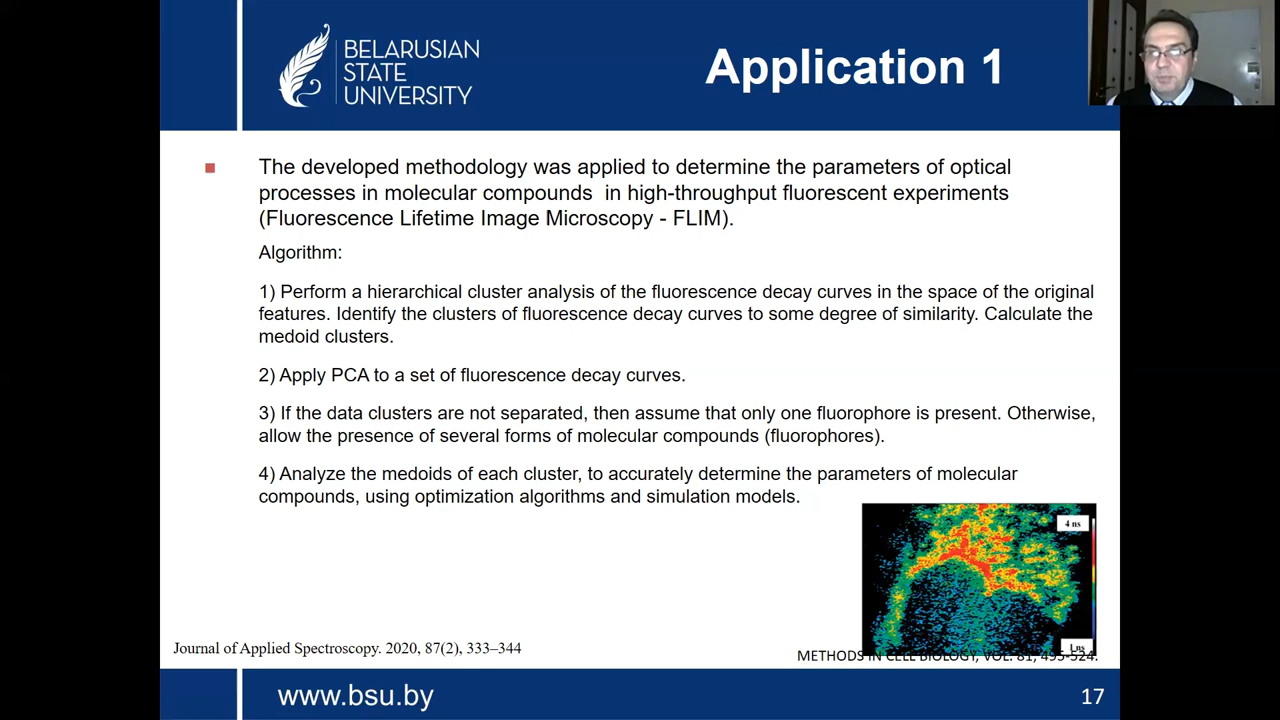 BELARUSIAN
STATE
UNIVERSITY
Application 1
The developed methodology was applied to determine the parameters of optical
processes in molecular compounds in high-throughput fluorescent experiments
(Fluorescence Lifetime Image Microscopy - FLIM).
Algorithm:
1) Perform a hierarchical cluster analysis of the fluorescence decay curves in the space of the original
features. Identify the clusters of fluorescence decay curves to some degree of similarity. Calculate the
medoid clusters.
2) Apply PCA to a set of fluorescence decay curves.
3) If the data clusters are not separated, then assume that only one fluorophore is present. Otherwise,
allow the presence of several forms of molecular compounds (fluorophores).
4) Analyze the medoids of each cluster, to accurately determine the parameters of molecular
compounds, using optimization algorithms and simulation models.
4 ns
1 ns
Journal of Applied Spectroscopy. 2020, 87(2), 333–344
METHODS IN CELL BIOLOGY, VOL. 81, 495-524.
www.bsu.by
17